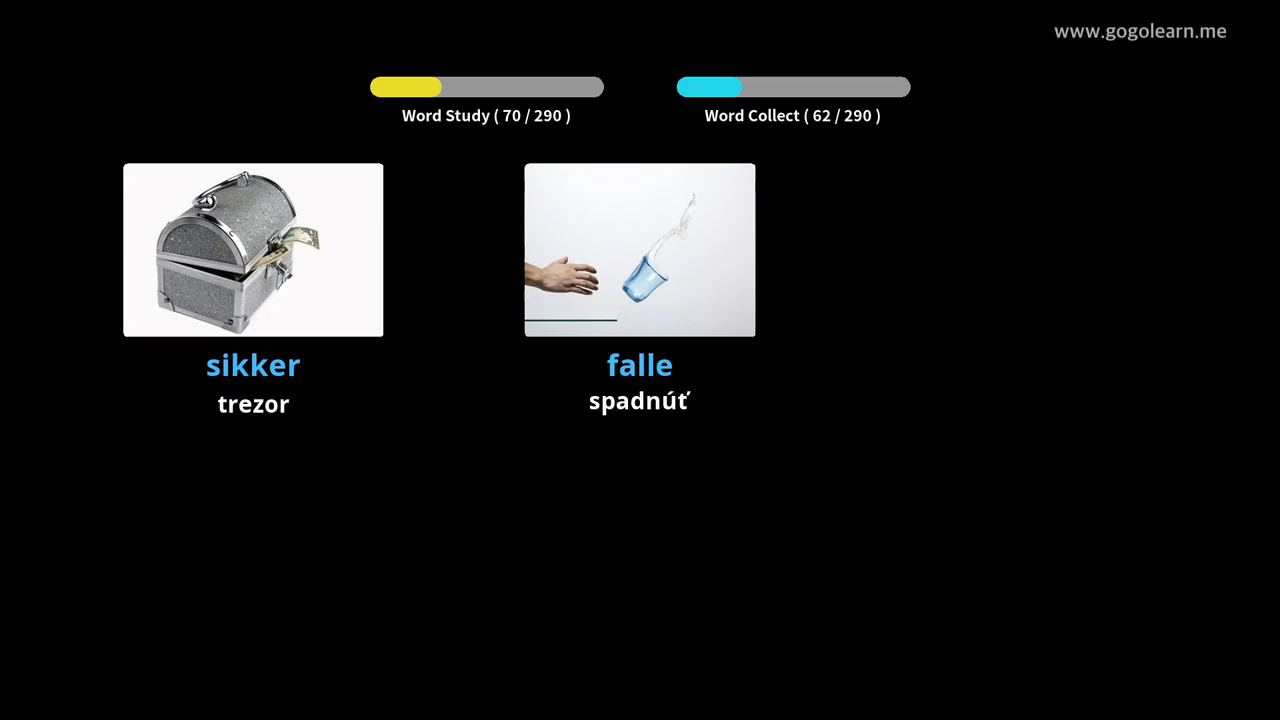 www.gogolearn.me
Word Study ( 70 / 290 )
Word Collect ( 62 / 290 )
sikker
trezor
falle
spadnúť